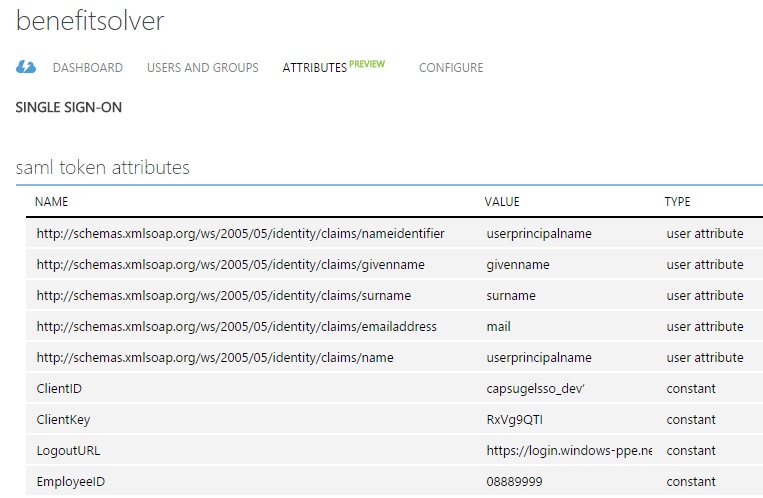 benefitsolver
DASHBOARD USERS AND GROUPS ATTRIBUTES PREVIEW CONFIGURE
SINGLE SIGN-ON
saml token attributes
NAME VALUE TYPE
http://schemas.xmlsoap.org/ws/2005/05/identity/claims/nameidentifier userprincipalname user attribute
http://schemas.xmlsoap.org/ws/2005/05/identity/claims/givenname givenname user attribute
http://schemas.xmlsoap.org/ws/2005/05/identity/claims/surname surname user attribute
http://schemas.xmlsoap.org/ws/2005/05/identity/claims/emailaddress mail user attribute
http://schemas.xmlsoap.org/ws/2005/05/identity/claims/name userprincipalname user attribute
ClientID capsugelsso_dev' constant
ClientKey RxVg9QTI constant
LogoutURL https://login.windows-ppe.ne constant
EmployeeID 08889999 constant